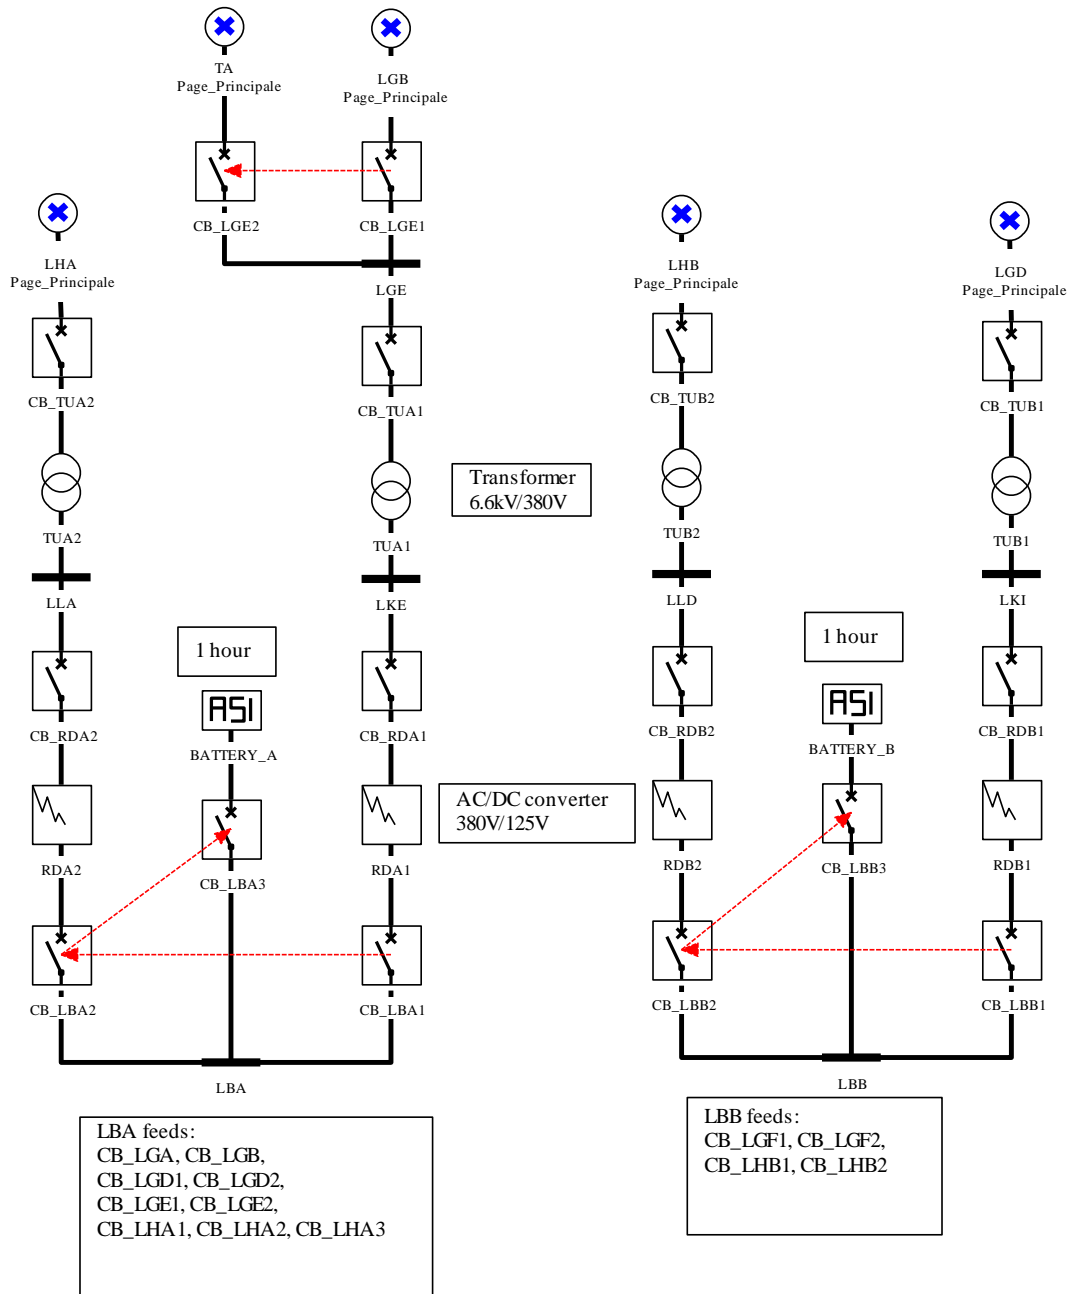 TA
Page_Principale
LGB
Page_Principale
CB_LGE2
CB_LGE1
LHA
Page_Principale
LGE
LHB
Page_Principale
LGD
Page_Principale
CB_TUA2
CB_TUA1
CB_TUB2
CB_TUB1
Transformer
6.6kV/380V
TUA2
TUA1
TUB2
TUB1
LLA
LKE
LLD
LKI
1 hour
1 hour
ASI
ASI
CB_RDA2
BATTERY_A
CB_RDA1
CB_RDB2
BATTERY_B
CB_RDB1
AC/DC converter
380V/125V
RDA2
CB_LBA3
RDA1
RDB2
CB_LBB3
RDB1
CB_LBA2
CB_LBA1
CB_LBB2
CB_LBB1
LBA
LBB
LBA feeds:
CB_LGA, CB_LGB,
CB_LGD1, CB_LGD2,
CB_LGE1, CB_LGE2,
CB_LHA1, CB_LHA2, CB_LHA3
LBB feeds:
CB_LGF1, CB_LGF2,
CB_LHB1, CB_LHB2